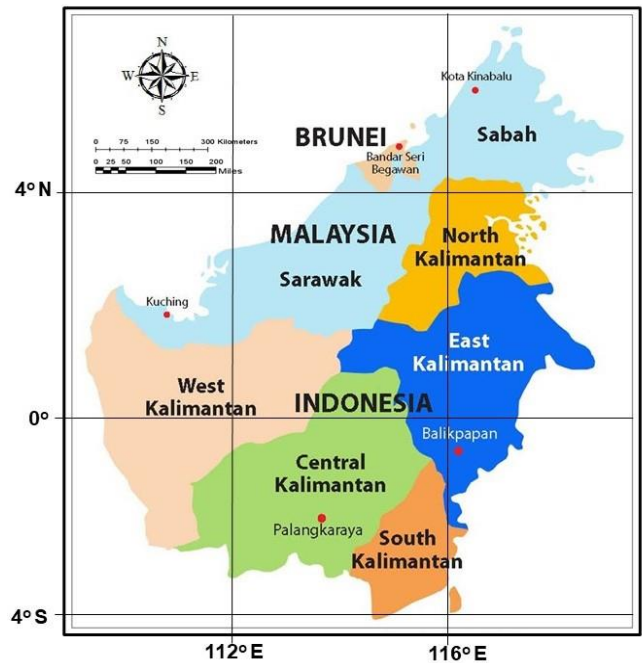 N
W E
S
0 75 150 300 Kilometers
0 25 50 100 150 200 Miles
Kota Kinabalu
Sabah
BRUNEI
Bandar Seri
Begawan
4° N
MALAYSIA
Sarawak
North
Kalimantan
Kuching
East
Kalimantan
West
Kalimantan
INDONESIA
0°
Balikpapan
Central
Kalimantan
Palangkaraya
South
Kalimantan
4° S
112° E
116° E